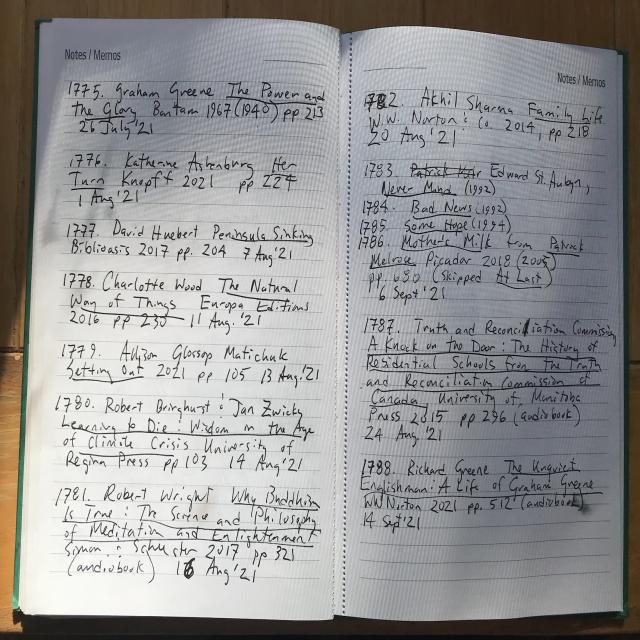 Notes / Memos
1775. Graham Greene The Power and
the Glory Bantam 1967 (1940) pp 213
26 July '21
1776. Katherine Ashenburg Her
Turn Knopf 2021 pp 224
1 Aug '21
1777. David Huebert Peninsula Sinking
Biblioasis 2017 pp. 204 7 Aug '21
1778. Charlotte Wood The Natural
Way of Things Europa Editions
2016 pp 230 11 Aug. '21
1779. Allison Glossop Matichuk
Setting Out 2021 pp 105 13 Aug. '21
1780. Robert Bringhurst & Jan Zwicky
Learning to Die: Wisdom in the Age
of Climate Crisis University of
Regina Press pp 103 14 Aug '21
1781. Robert Wright Why Buddhism
Is True: The Science and Philosophy
of Meditation and Enlightenment
Simon & Schuster 2017 pp 321
(audiobook) 16 Aug '21
Notes / Memos
1782. Akhil Sharma Family Life
W.W. Norton & Co. 2014, pp 218
20 Aug '21
1783. Patrick Edward St. Aubyn,
Never Mind (1992)
1784. Bad News (1992)
1785. Some Hope (1994)
1786. Mother's Milk from Patrick
Melrose Picador 2018 (2005)
pp 680 (skipped At Last)
6 Sept '21
1787. Truth and Reconciliation Commission
A Knock on the Door: The History of
Residential Schools from the Truth
and Reconciliation Commission of
Canada, University of Manitoba
Press 2015 pp 296 (audiobook)
24 Aug '21
1788. Richard Greene The Unquiet
Englishman: A Life of Graham Greene
WW Norton 2021 pp. 512 (audiobook)
14 Sept '21